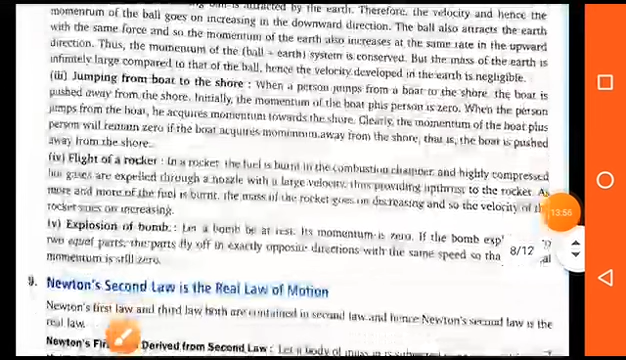 is attracted by the earth. Therefore, the velocity and hence the
momentum of the ball goes on increasing in the downward direction. The ball also attracts the earth
with the same force and so the momentum of the earth also increases at the same rate in the upward
direction. Thus, the momentum of the (ball + earth) system is conserved. But the mass of the earth is
infinitely large compared to that of the ball, hence the velocity developed in the earth is negligible.
(iii) Jumping from boat to the shore : When a person jumps from a boat to the shore, the boat is
pushed away from the shore. Initially, the momentum of the boat plus person is zero. When the person
jumps from the boat, he acquires momentum towards the shore. Clearly, the momentum of the boat plus
person will remain zero if the boat acquires momentum away from the shore, that is, the boat is pushed
away from the shore.
(iv) Flight of a rocket : In a rocket, the fuel is burnt in the combustion chamber, and highly compressed
hot gases are expelled through a nozzle with a large velocity, thus providing upthrust to the rocket. As
more and more of the fuel is burnt, the mass of the rocket goes on decreasing and so the velocity of th
rocket goes on increasing.
13:56
(v) Explosion of bomb : Let a bomb be at rest. Its momentum is zero. If the bomb exp
two equal parts, the parts fly off in exactly opposite directions with the same speed so tha
8/12
momentum is still zero.
9. Newton's Second Law is the Real Law of Motion
Newton's first law and third law both are contained in second law and hence Newton's second law is the
real law.
Newton's Fir Derived from Second Law : Let a body of mass m is